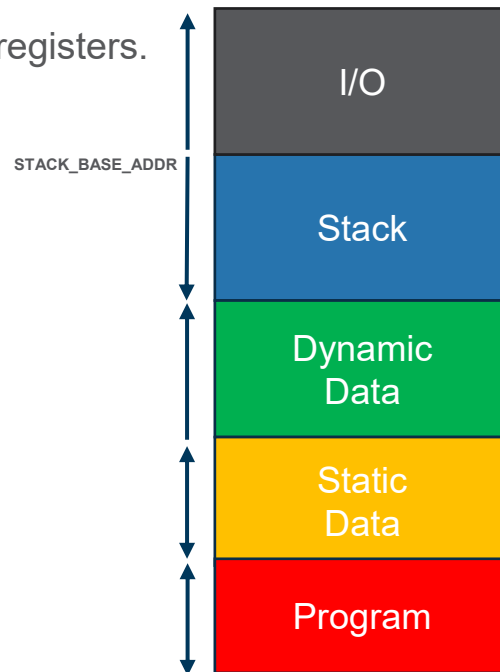 registers.
I/O
STACK_BASE_ADDR
Stack
Dynamic
Data
Static
Data
Program